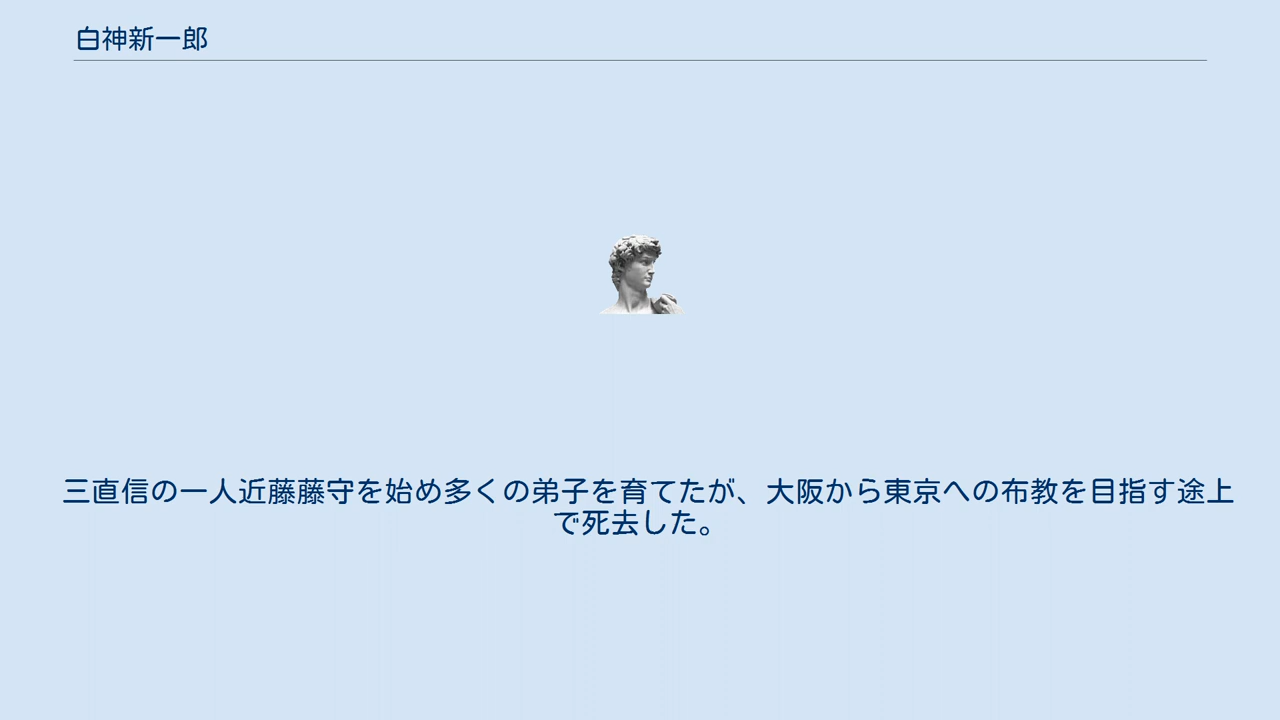 白神新一郎
三直信の一人近藤藤守を始め多くの弟子を育てたが、大阪から東京への布教を目指す途上
で死去した。